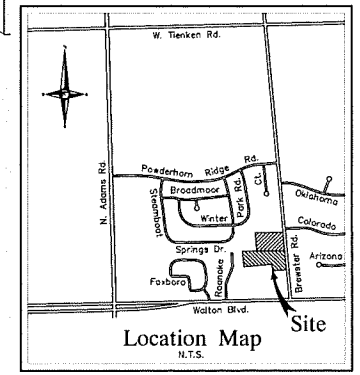 W. Tienken Rd.
N. Adams Rd.
Powderhorn Ridge Rd.
Broadmoor
Steamboat
Winter
Park Rd.
Ct.
Oklahoma
Colorado
Springs Dr.
Arizona
Brewster Rd.
Foxboro
Roanoke
Walton Blvd.
Site
Location Map
N.T.S.